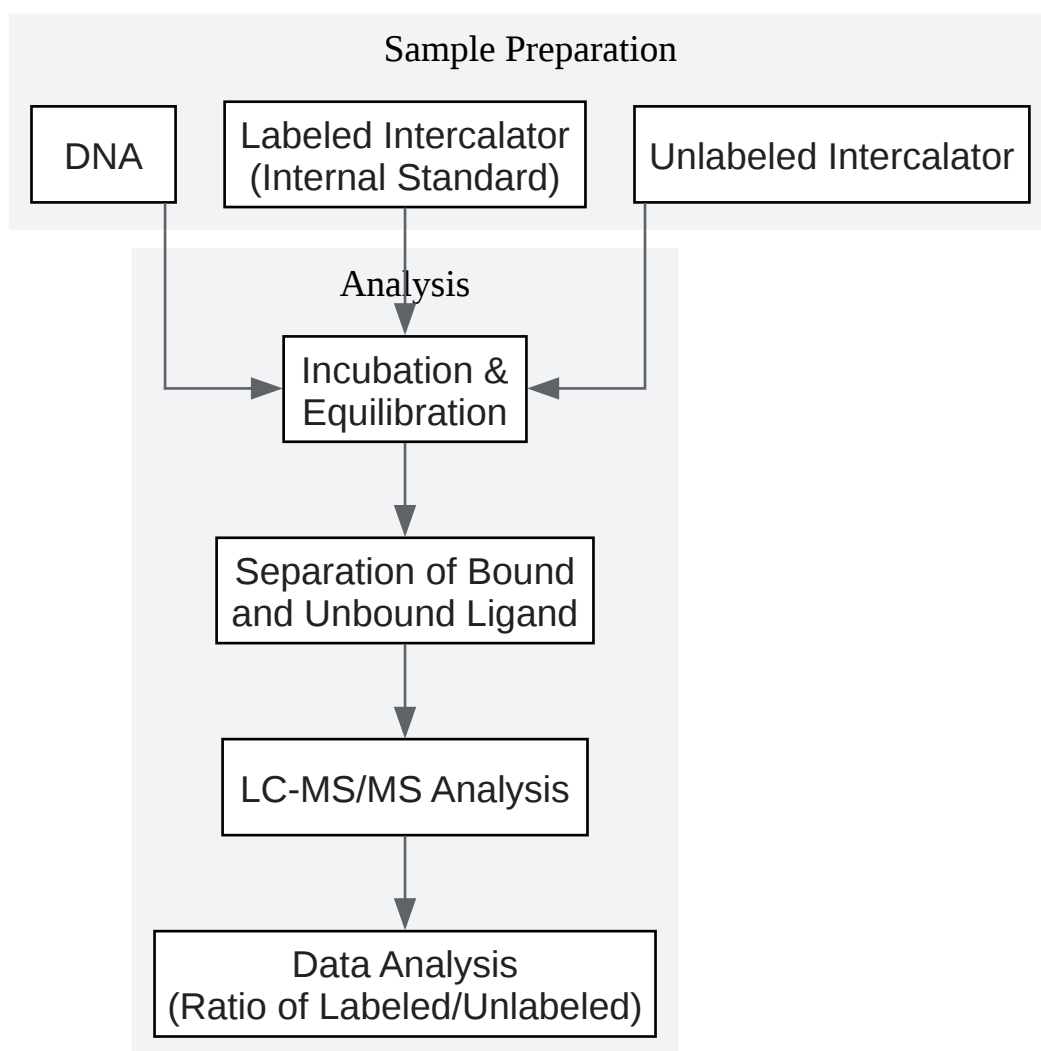 Sample Preparation
DNA
Labeled Intercalator
(Internal Standard)
Unlabeled Intercalator
Analysis
Incubation &
Equilibration
Separation of Bound
and Unbound Ligand
LC-MS/MS Analysis
Data Analysis
(Ratio of Labeled/Unlabeled)